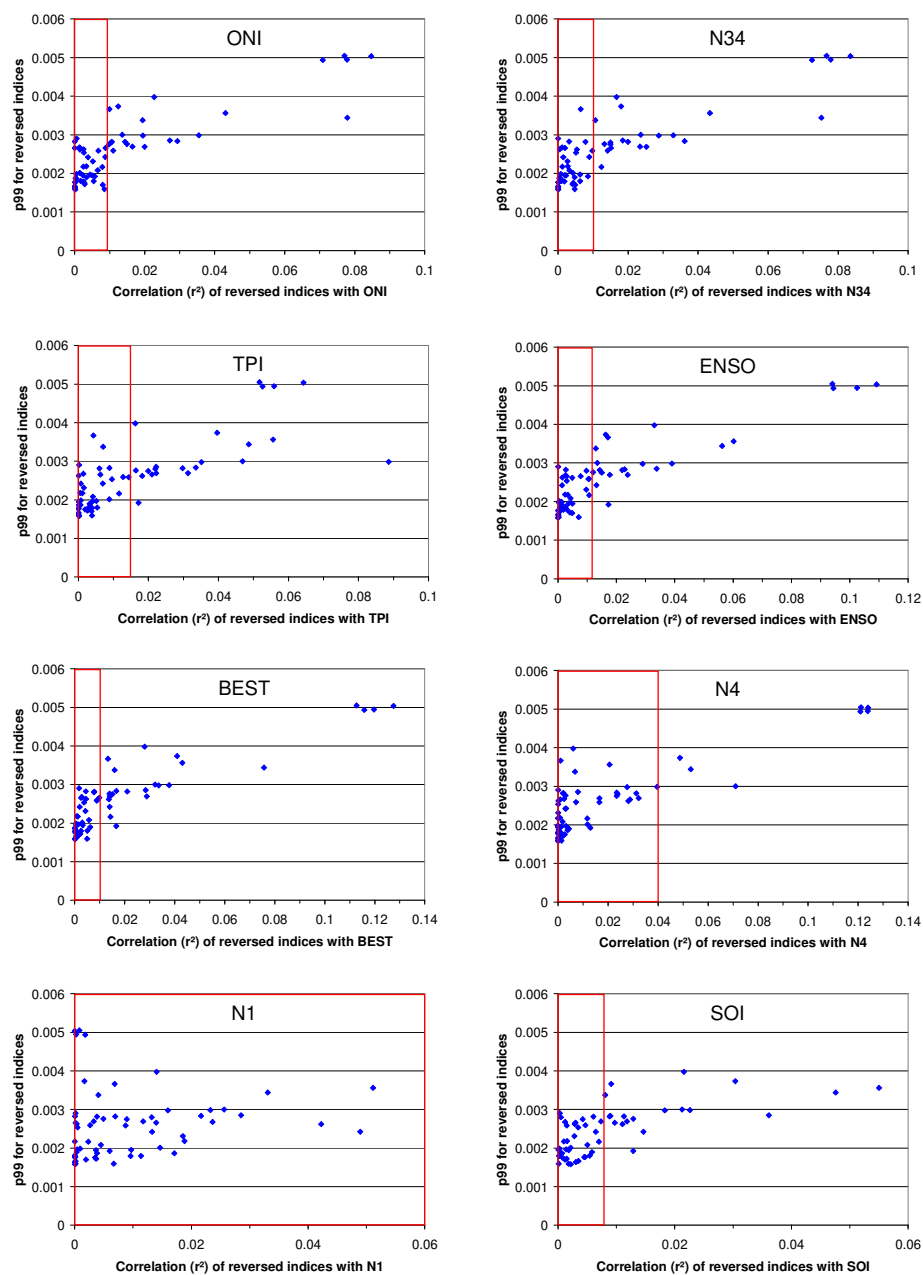 ONI
p99 for reversed indices
0.006
0.005
0.004
0.003
0.002
0.001
0
0 0.02 0.04 0.06 0.08 0.1
Correlation (r²) of reversed indices with ONI
N34
p99 for reversed indices
0.006
0.005
0.004
0.003
0.002
0.001
0
0 0.02 0.04 0.06 0.08 0.1
Correlation (r²) of reversed indices with N34
TPI
p99 for reversed indices
0.006
0.005
0.004
0.003
0.002
0.001
0
0 0.02 0.04 0.06 0.08 0.1
Correlation (r²) of reversed indices with TPI
ENSO
p99 for reversed indices
0.006
0.005
0.004
0.003
0.002
0.001
0
0 0.02 0.04 0.06 0.08 0.1 0.12
Correlation (r²) of reversed indices with ENSO
BEST
p99 for reversed indices
0.006
0.005
0.004
0.003
0.002
0.001
0
0 0.02 0.04 0.06 0.08 0.1 0.12 0.14
Correlation (r²) of reversed indices with BEST
N4
p99 for reversed indices
0.006
0.005
0.004
0.003
0.002
0.001
0
0 0.02 0.04 0.06 0.08 0.1 0.12 0.14
Correlation (r²) of reversed indices with N4
N1
p99 for reversed indices
0.006
0.005
0.004
0.003
0.002
0.001
0
0 0.02 0.04 0.06
Correlation (r²) of reversed indices with N1
SOI
p99 for reversed indices
0.006
0.005
0.004
0.003
0.002
0.001
0
0 0.01 0.02 0.03 0.04 0.05 0.06
Correlation (r²) of reversed indices with SOI